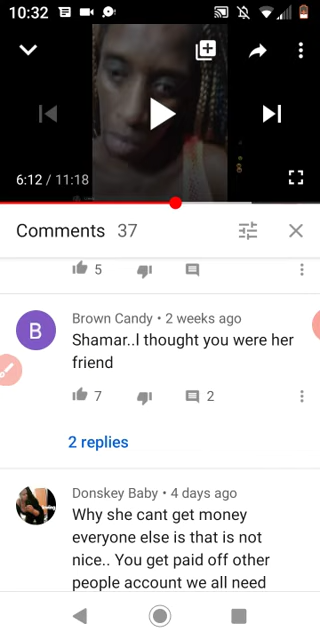 10:32
6:12 / 11:18
Comments 37
5
B
Brown Candy • 2 weeks ago
Shamar..I thought you were her
friend
7
2
2 replies
Donskey Baby • 4 days ago
Why she cant get money
everyone else is that is not
nice.. You get paid off other
people account we all need